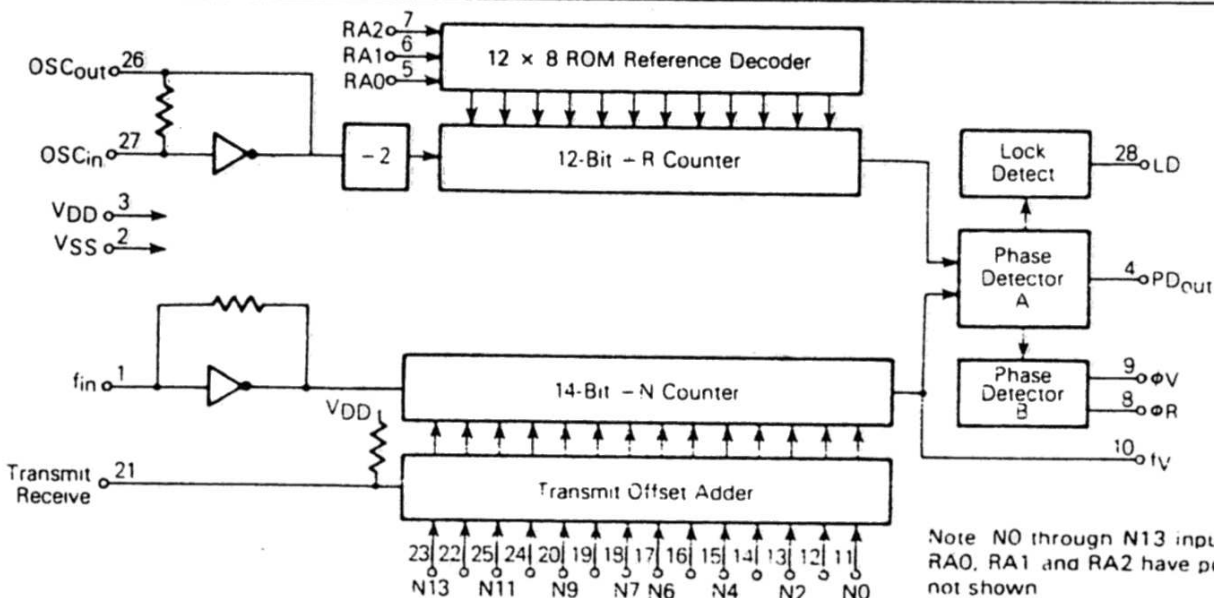 RA2 7
RA1 6
RA0 5
12 × 8 ROM Reference Decoder
OSCout 26
OSCin 27
–2
12-Bit ÷ R Counter
Lock
Detect
28 LD
VDD 3
VSS 2
Phase
Detector
A
4 PDout
fin 1
14-Bit – N Counter
Phase
Detector
B
9 ΦV
8 ΦR
VDD
10 fV
Transmit
Receive
21
Transmit Offset Adder
23 22 25 24 20 19 18 17 16 15 14 13 12 11
N13 N11 N9 N7 N6 N4 N2 N0
Note N0 through N13
RA0, RA1 and RA2 have
not shown